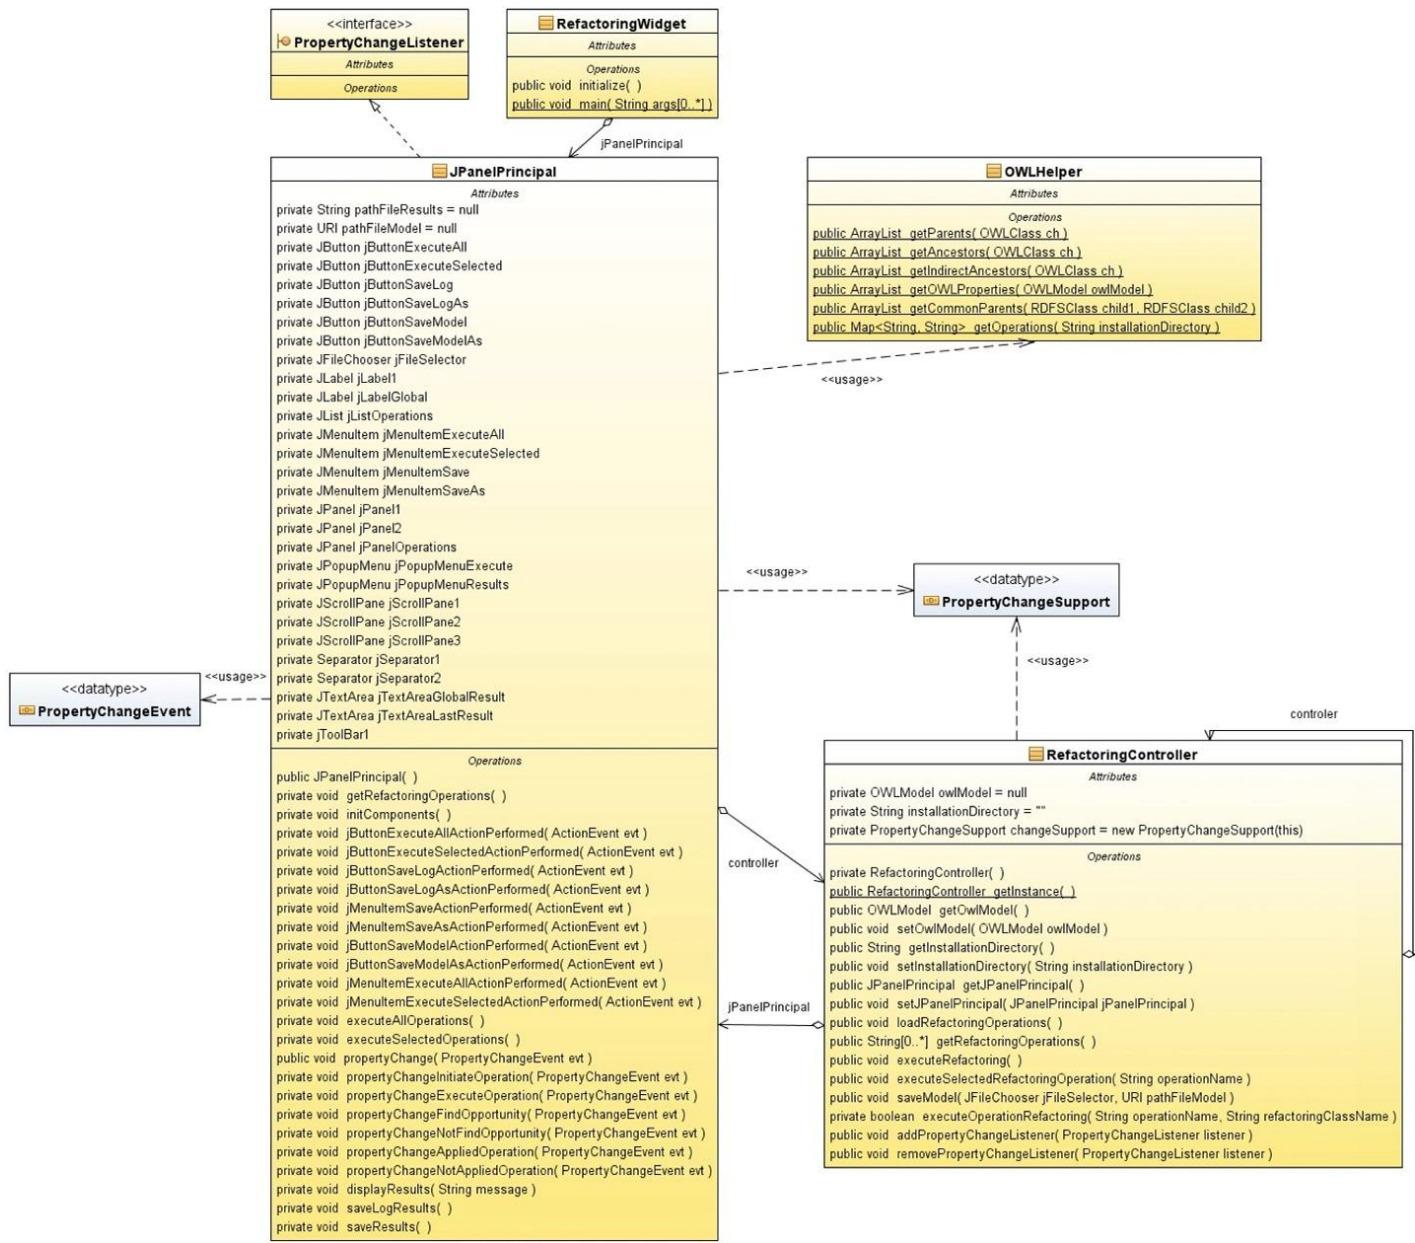 <<interface>>
PropertyChangeListener
Attributes
Operations
RefactoringWidget
Attributes
Operations
public void initialize( )
public void main( String args[0..*] )
jPanelPrincipal
JPanelPrincipal
Attributes
private String pathFileResults = null
private URI pathFileModel = null
private JButton jButtonExecuteAll
private JButton jButtonExecuteSelected
private JButton jButtonSaveLog
private JButton jButtonSaveLogAs
private JButton jButtonSaveModel
private JButton jButtonSaveModelAs
private JFileChooser jFileSelector
private JLabel jLabel1
private JLabel jLabelGlobal
private JList jListOperations
private JMenuItem jMenuItemExecuteAll
private JMenuItem jMenuItemExecuteSelected
private JMenuItem jMenuItemSave
private JMenuItem jMenuItemSaveAs
private JPanel jPanel1
private JPanel jPanel2
private JPanel jPanelOperations
private JPopupMenu jPopupMenuExecute
private JPopupMenu jPopupMenuResults
private JScrollPane jScrollPane1
private JScrollPane jScrollPane2
private JScrollPane jScrollPane3
private Separator jSeparator1
private Separator jSeparator2
private JTextArea jTextAreaGlobalResult
private JTextArea jTextAreaLastResult
private jToolBar1
Operations
public JPanelPrincipal( )
private void getRefactoringOperations( )
private void initComponents( )
private void jButtonExecuteAllActionPerformed( ActionEvent evt )
private void jButtonExecuteSelectedActionPerformed( ActionEvent evt )
private void jButtonSaveLogActionPerformed( ActionEvent evt )
private void jButtonSaveLogAsActionPerformed( ActionEvent evt )
private void jMenuItemSaveActionPerformed( ActionEvent evt )
private void jMenuItemSaveAsActionPerformed( ActionEvent evt )
private void jButtonSaveModelActionPerformed( ActionEvent evt )
private void jButtonSaveModelAsActionPerformed( ActionEvent evt )
private void jMenuItemExecuteAllActionPerformed( ActionEvent evt )
private void jMenuItemExecuteSelectedActionPerformed( ActionEvent evt )
private void executeAllOperations( )
private void executeSelectedOperations( )
public void propertyChange( PropertyChangeEvent evt )
private void propertyChangeInitiateOperation( PropertyChangeEvent evt )
private void propertyChangeExecuteOperation( PropertyChangeEvent evt )
private void propertyChangeFindOpportunity( PropertyChangeEvent evt )
private void propertyChangeNotFindOpportunity( PropertyChangeEvent evt )
private void propertyChangeAppliedOperation( PropertyChangeEvent evt )
private void propertyChangeNotAppliedOperation( PropertyChangeEvent evt )
private void displayResults( String message )
private void saveLogResults( )
private void saveResults( )
OWLHelper
Attributes
Operations
public ArrayList getParents( OWLClass ch )
public ArrayList getAncestors( OWLClass ch )
public ArrayList getIndirectAncestors( OWLClass ch )
public ArrayList getOWLProperties( OWLModel owlModel )
public ArrayList getCommonParents( RDFSClass child1, RDFSClass child2 )
public Map<String, String> getOperations( String installationDirectory )
<<usage>>
<<usage>>
<<datatype>>
PropertyChangeSupport
<<usage>>
<<usage>>
<<datatype>>
PropertyChangeEvent
controler
controller
jPanelPrincipal
RefactoringController
Attributes
private OWLModel owlModel = null
private String installationDirectory = ""
private PropertyChangeSupport changeSupport = new PropertyChangeSupport(this)
Operations
private RefactoringController( )
public RefactoringController getInstance( )
public OWLModel getOwlModel( )
public void setOwlModel( OWLModel owlModel )
public String getInstallationDirectory( )
public void setInstallationDirectory( String installationDirectory )
public JPanelPrincipal getJPanelPrincipal( )
public void setJPanelPrincipal( JPanelPrincipal jPanelPrincipal )
public void loadRefactoringOperations( )
public String[0..*] getRefactoringOperations( )
public void executeRefactoring( )
public void executeSelectedRefactoringOperation( String operationName )
public void saveModel( JFileChooser jFileSelector, URI pathFileModel )
private boolean executeOperationRefactoring( String operationName, String refactoringClassName )
public void addPropertyChangeListener( PropertyChangeListener listener )
public void removePropertyChangeListener( PropertyChangeListener listener )